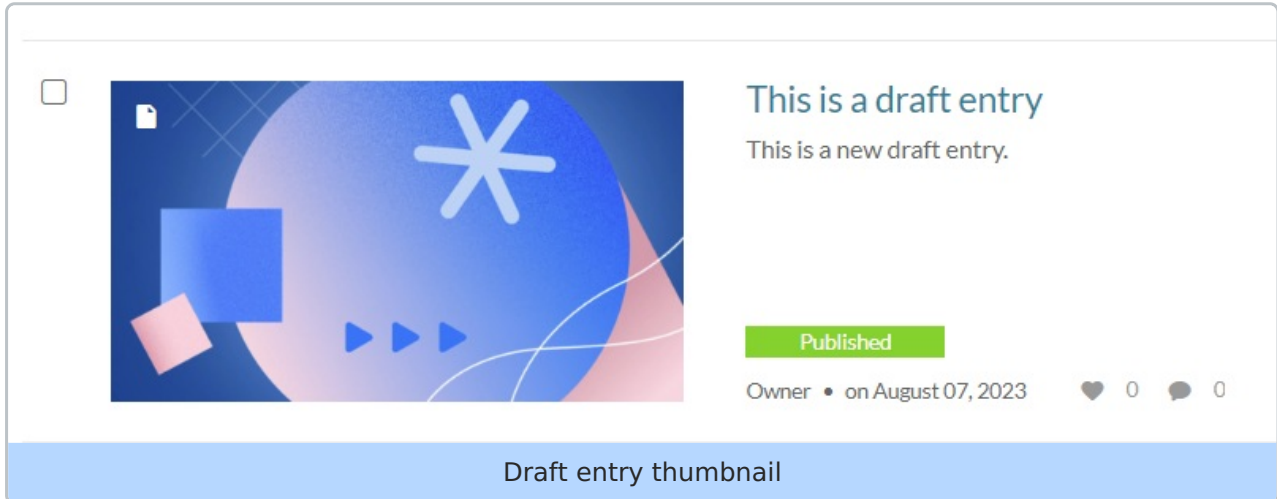 This is a draft entry
This is a new draft entry.
Published
Owner • on August 07, 2023 0 0
Draft entry thumbnail